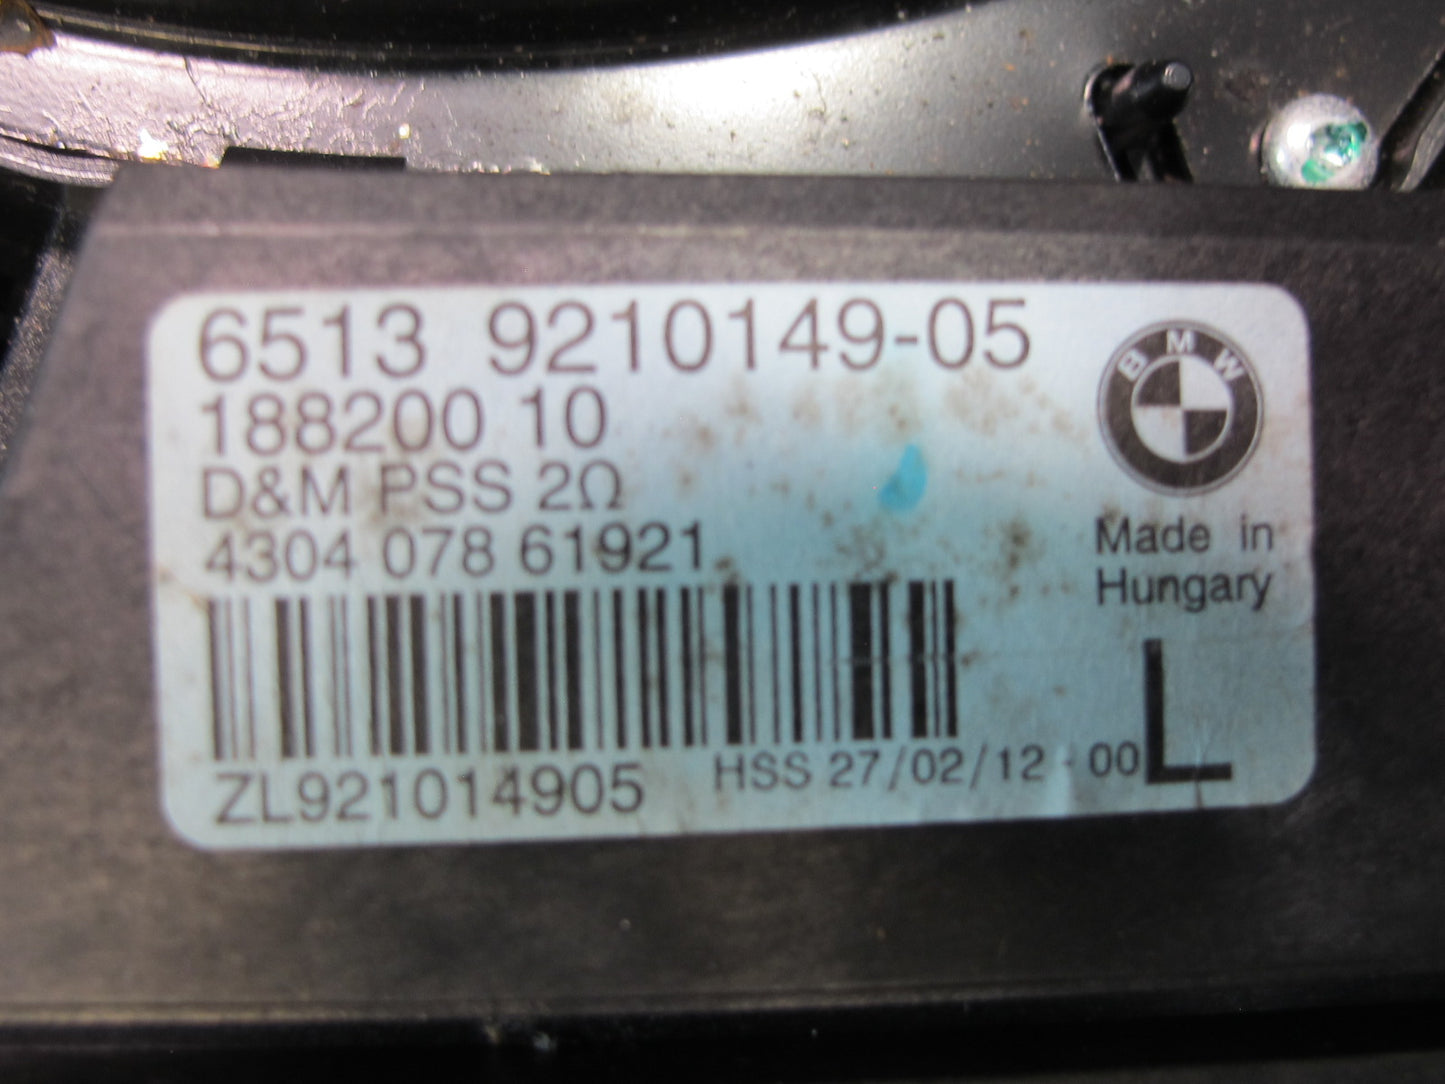 6513 9210149-05
188200 10
D&M PSS 2Ω
4304 078 61921
ZL921014905
HSS 27/02/12 - 00
BMW
Made in
Hungary
L